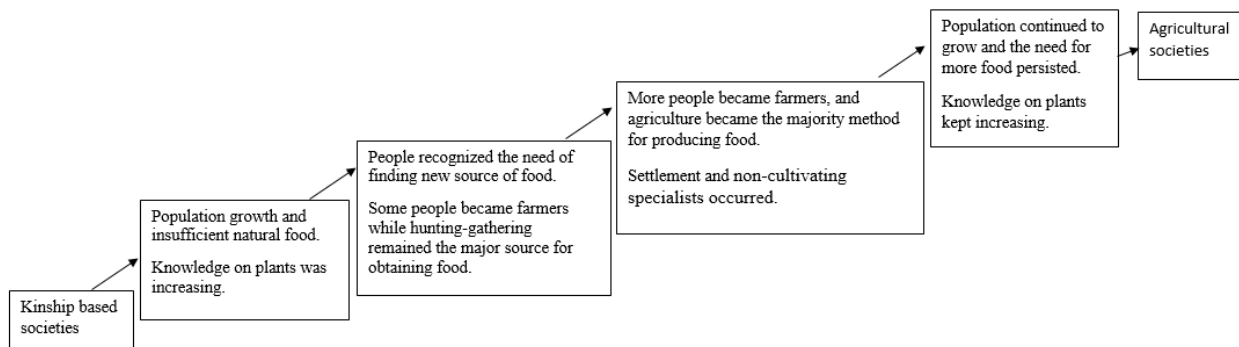 Kinship based
societies
Population growth and
insufficient natural food.
Knowledge on plants was
increasing.
People recognized the need of
finding new source of food.
Some people became farmers
while hunting-gathering
remained the major source for
obtaining food.
More people became farmers, and
agriculture became the majority method
for producing food.
Settlement and non-cultivating
specialists occurred.
Population continued to
grow and the need for
more food persisted.
Knowledge on plants
kept increasing.
Agricultural
societies